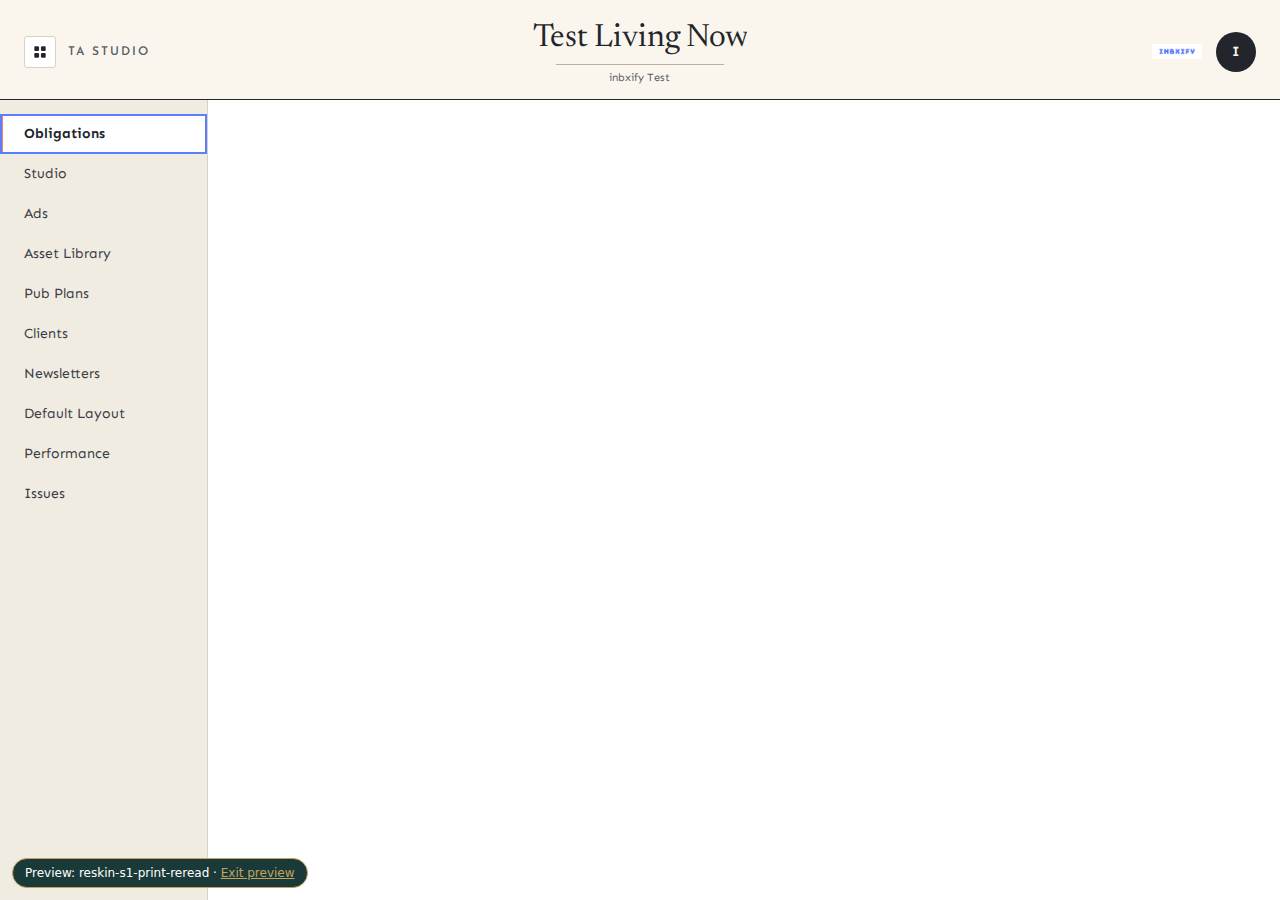 TA STUDIO
Test Living Now
inbxify Test
INBXIFY
I
Obligations
Studio
Ads
Asset Library
Pub Plans
Clients
Newsletters
Default Layout
Performance
Issues
Preview: reskin-s1-print-reread · Exit preview